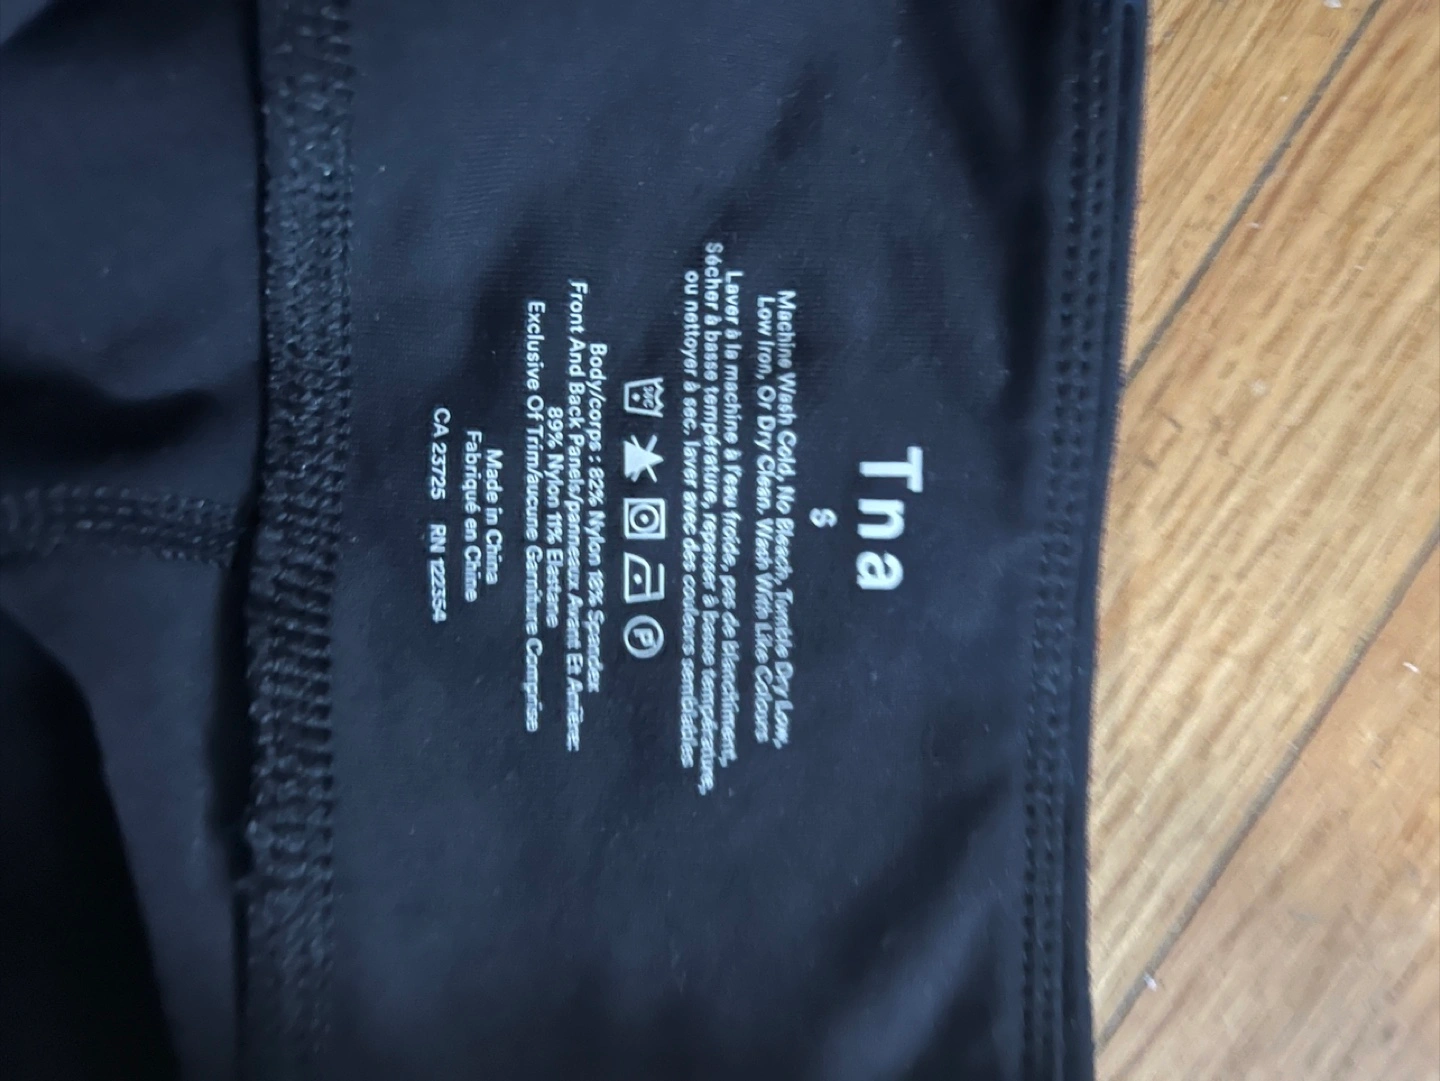 Tna
S
Machine Wash Cold, No Bleach, Tumble Dry Low,
Low Iron, Or Dry Clean. Wash With Like Colours
Laver à la machine à l'eau froide, pas de blanchiment,
Sécher à basse température, repasser à basse température,
ou nettoyer à sec. laver avec des couleurs semblables
P
Body/corps : 82% Nylon 18% Spandex
Front And Back Panels/panneaux Avant Et Arrière:
89% Nylon 11% Elastane
Exclusive Of Trim/aucune Garniture Comprise
Made in China
Fabriqué en Chine
CA 23725 RN 122354